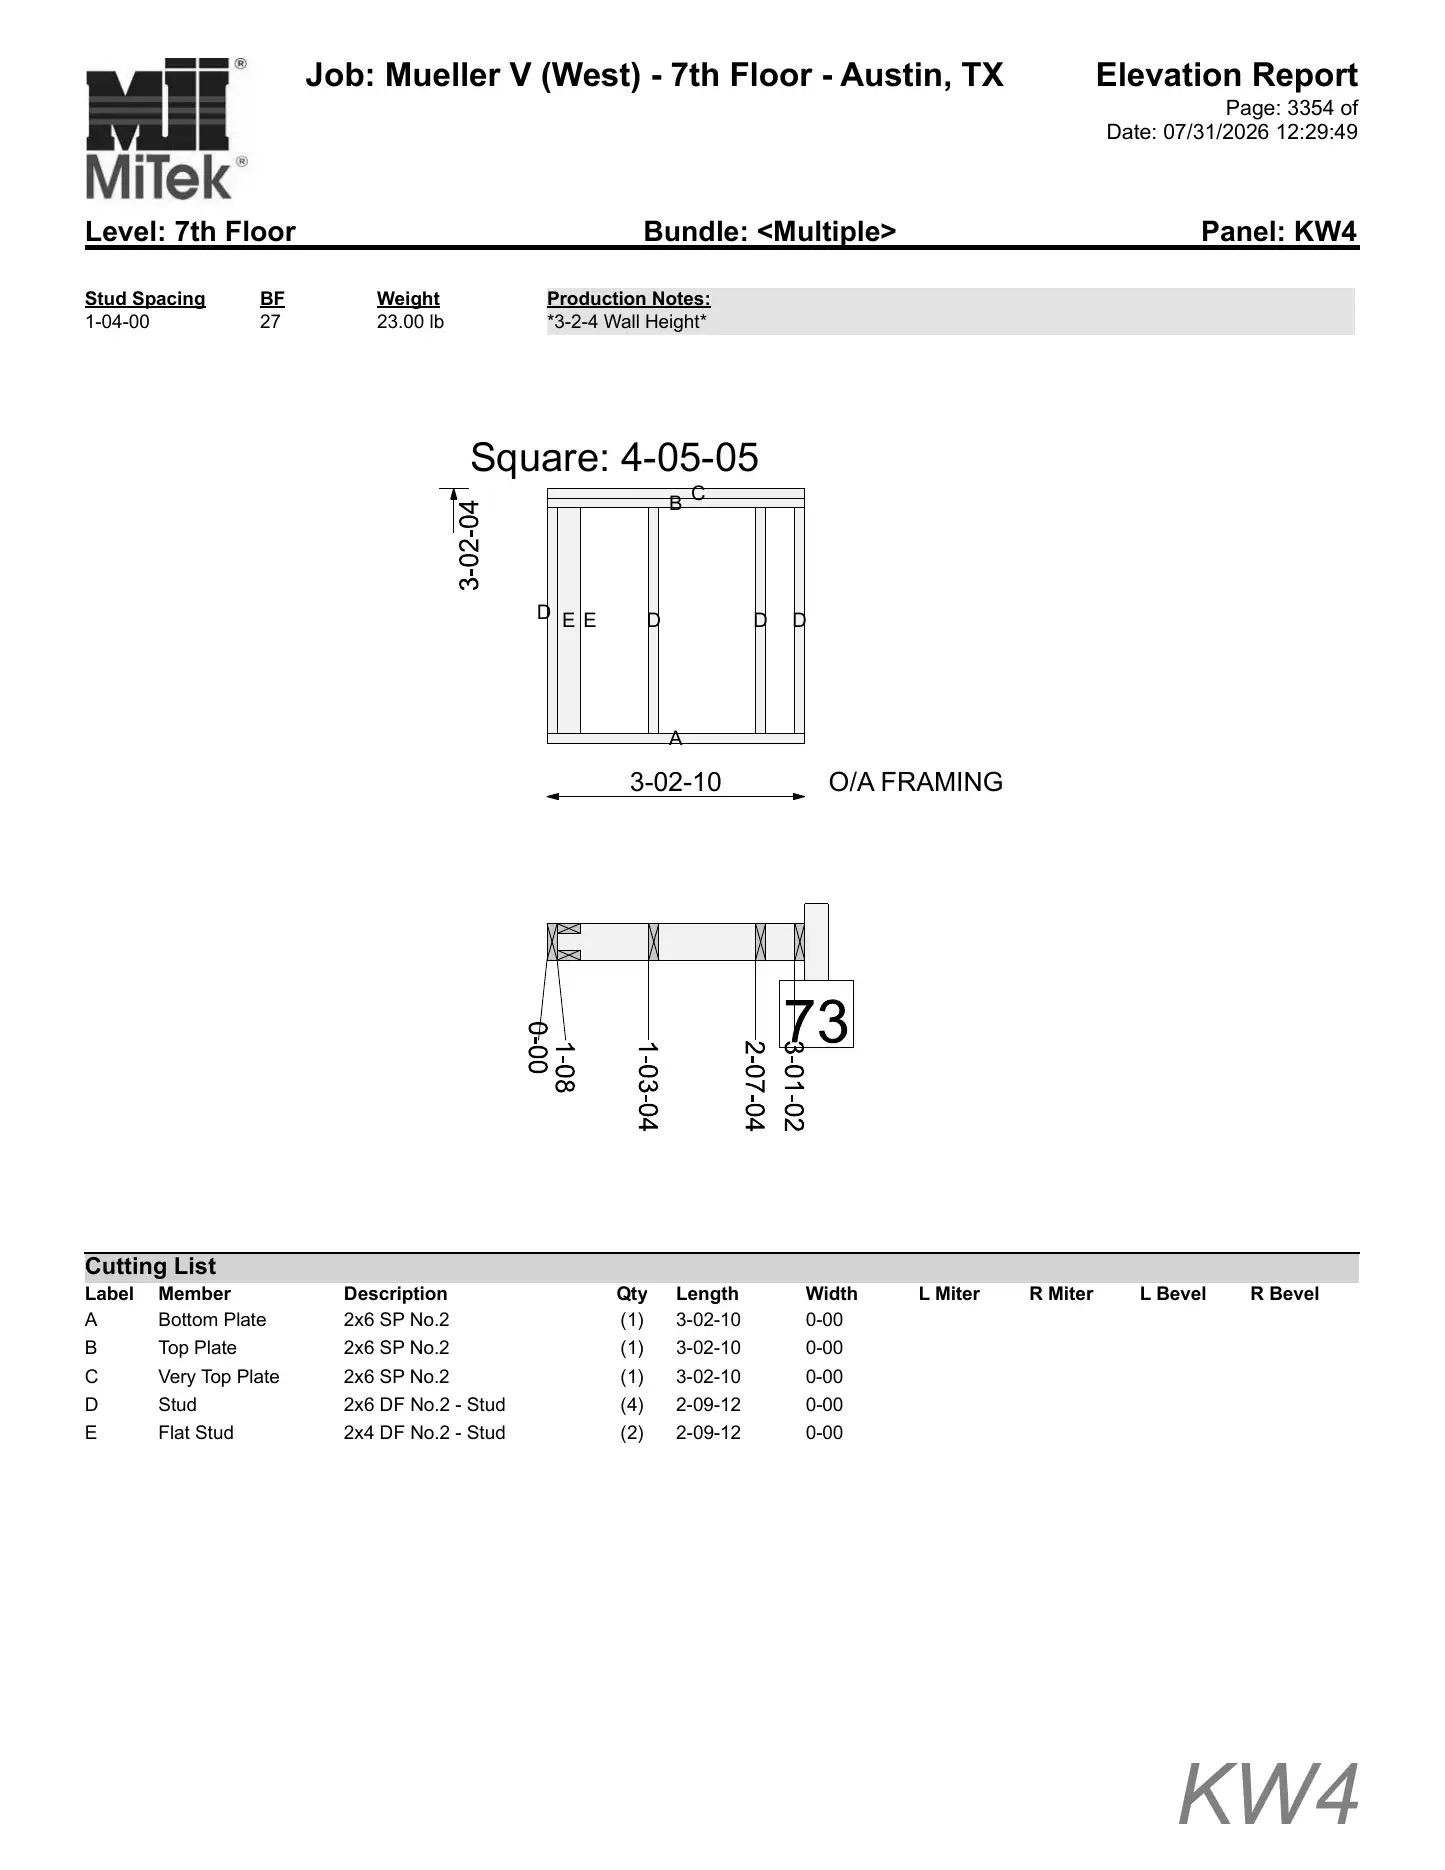 Job: Mueller V (West) - 7th Floor - Austin, TX
Elevation Report
Page: 3354 of
Date: 07/31/2026 12:29:49
MiTek®
Level: 7th Floor
Bundle: <Multiple>
Panel: KW4
Stud Spacing BF Weight
1-04-00 27 23.00 lb
Production Notes:
*3-2-4 Wall Height*
Square: 4-05-05
3-02-04
C
B
D E E D D D
A
3-02-10 O/A FRAMING
73
0-00 1-08 1-03-04 2-07-04 3-01-02
Cutting List
Label Member Description Qty Length Width L Miter R Miter L Bevel R Bevel
A Bottom Plate 2x6 SP No.2 (1) 3-02-10 0-00
B Top Plate 2x6 SP No.2 (1) 3-02-10 0-00
C Very Top Plate 2x6 SP No.2 (1) 3-02-10 0-00
D Stud 2x6 DF No.2 - Stud (4) 2-09-12 0-00
E Flat Stud 2x4 DF No.2 - Stud (2) 2-09-12 0-00
KW4